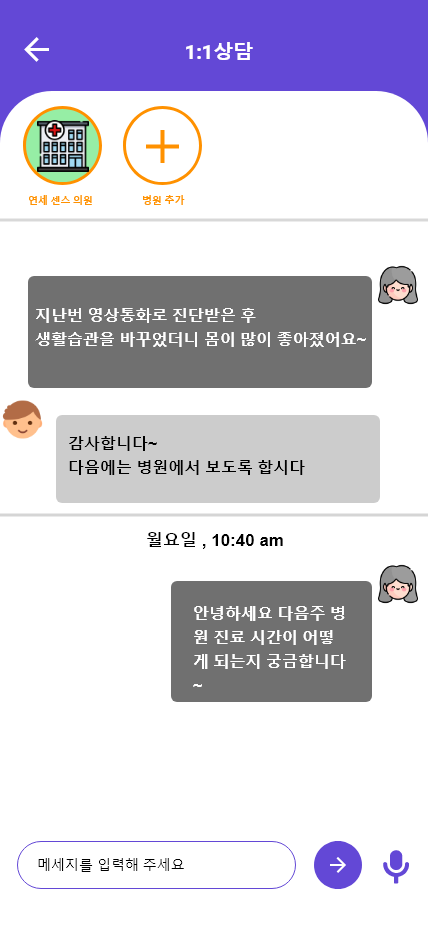 1:1상담
연세 센스 의원
병원 추가
지난번 영상통화로 진단받은 후
생활습관을 바꾸었더니 몸이 많이 좋아졌어요~
감사합니다~
다음에는 병원에서 보도록 합시다
월요일 , 10:40 am
안녕하세요 다음주 병
원 진료 시간이 어떻
게 되는지 궁금합니다
~
메세지를 입력해 주세요